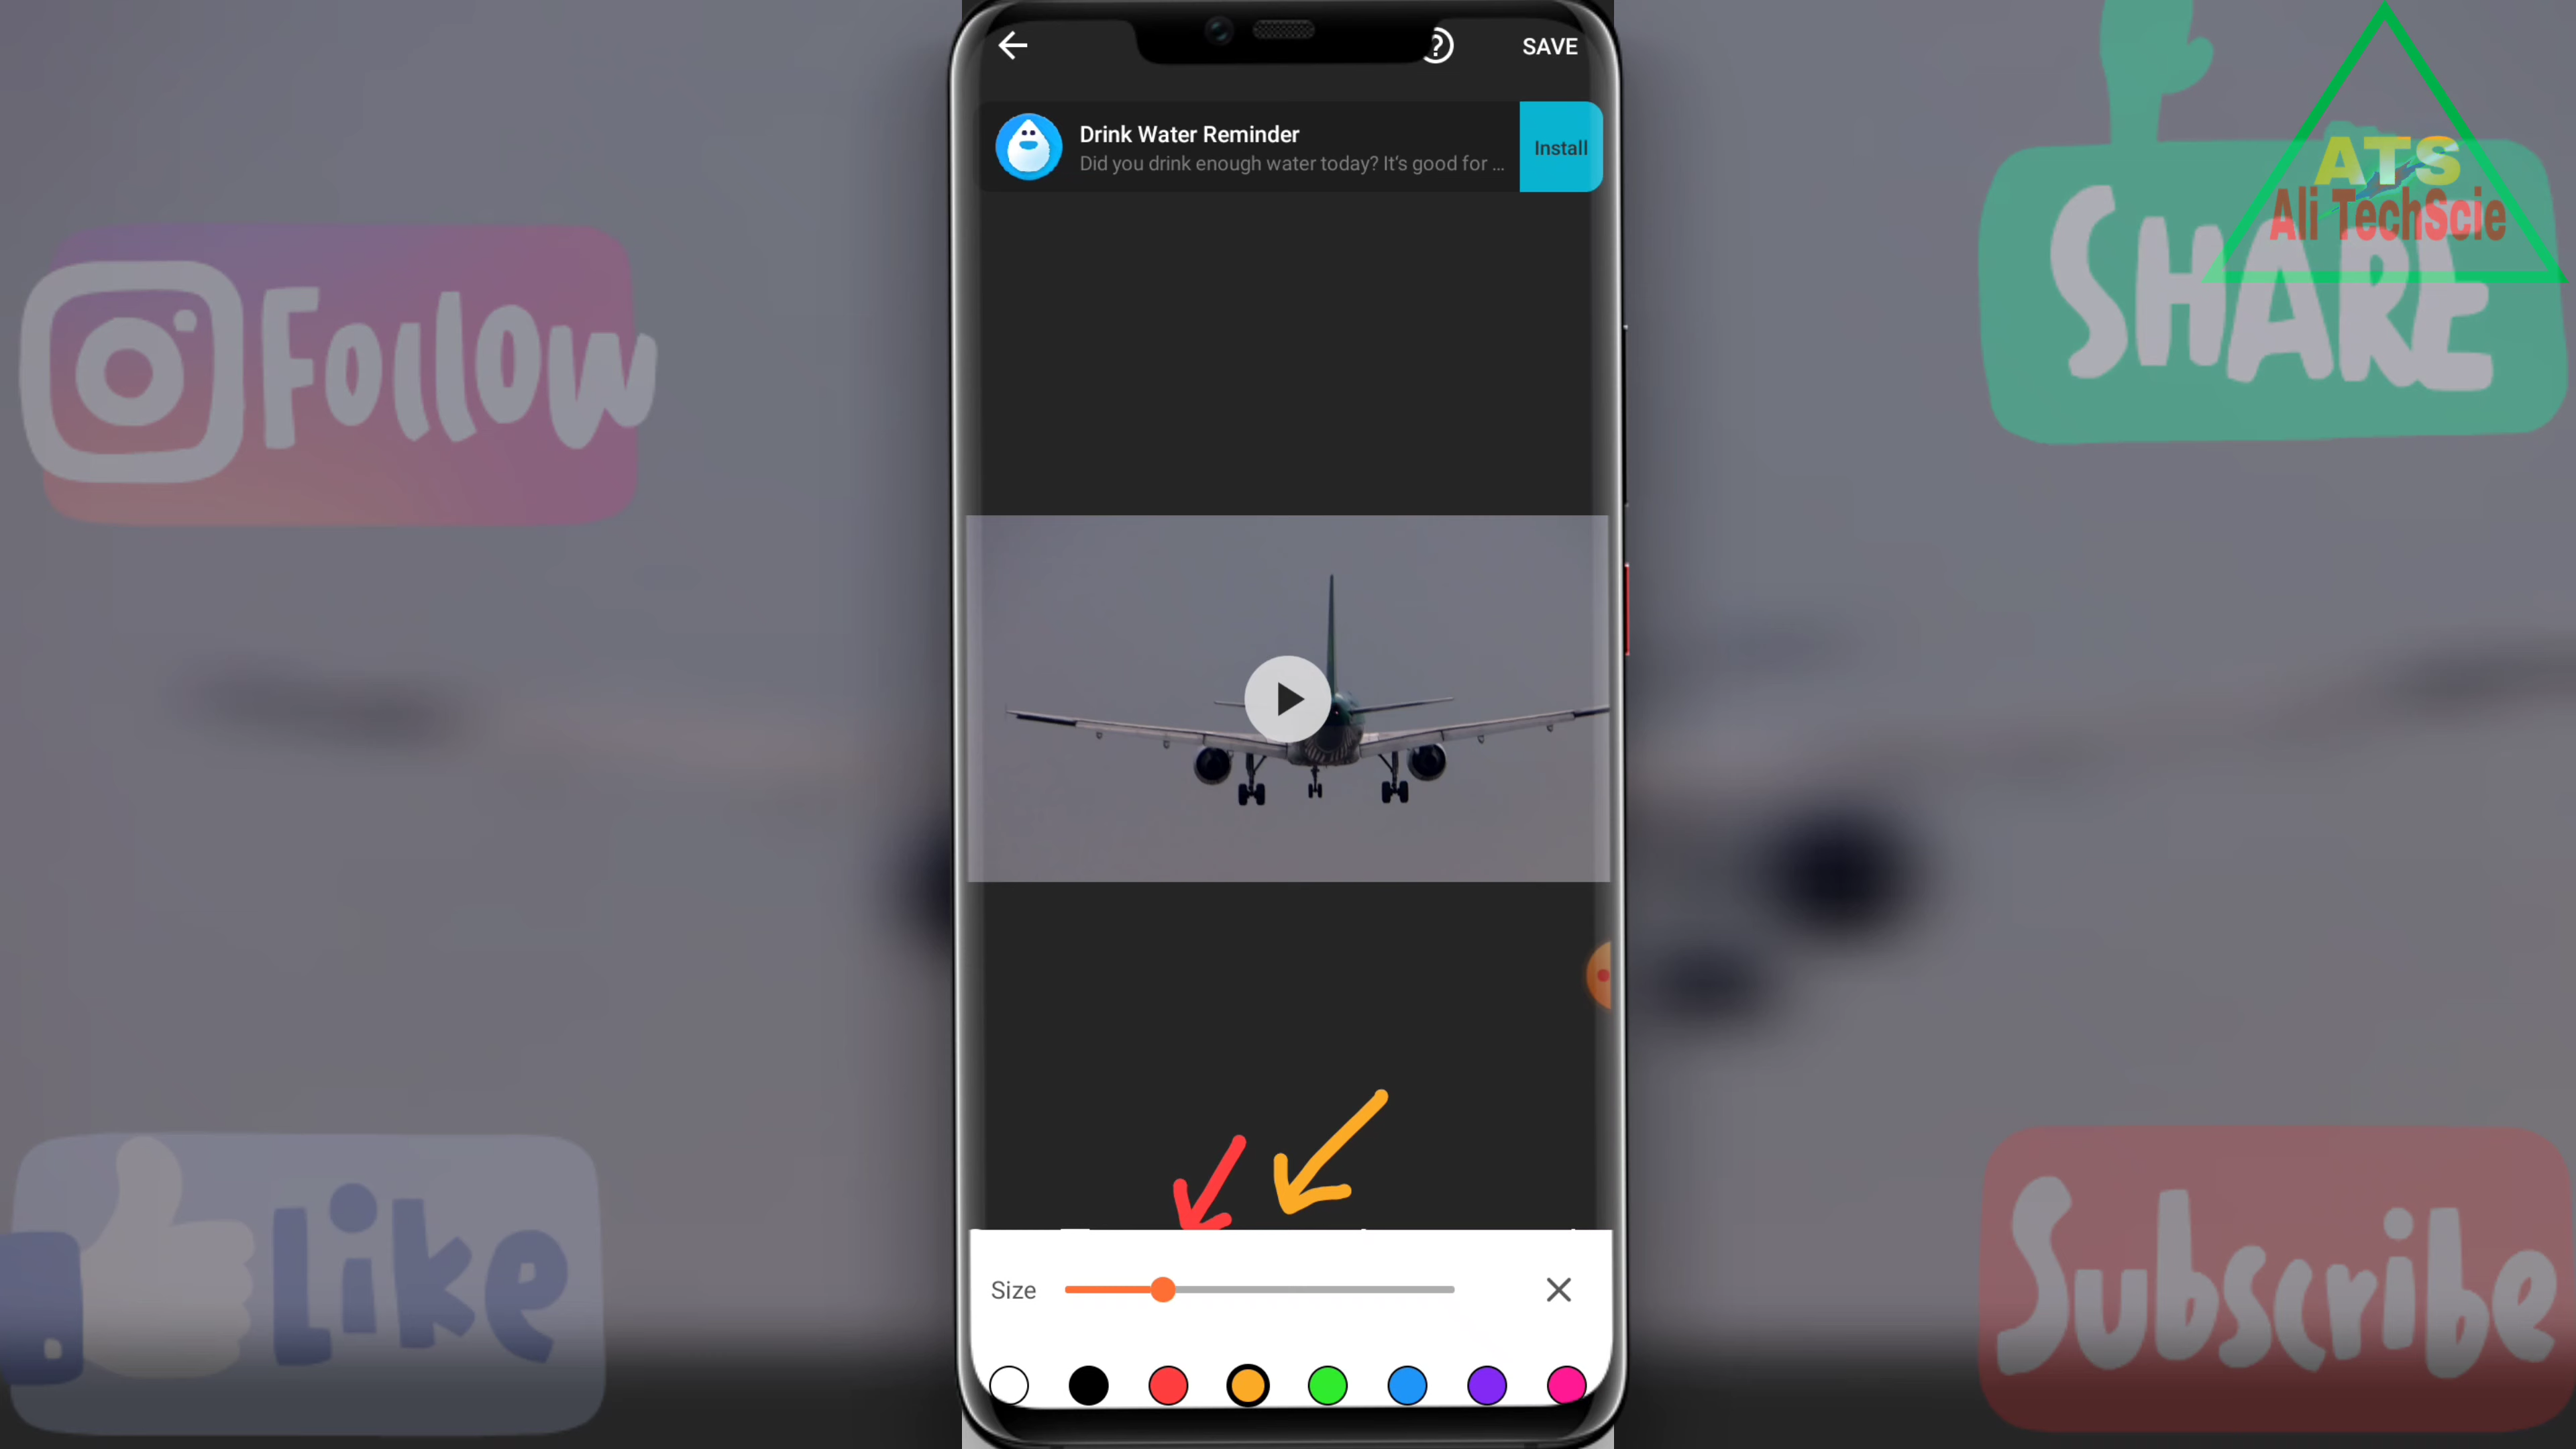 SAVE
Drink Water Reminder
Did you drink enough water today? It's good for ...
Install
Follow
SHARE
ATS
Ali TechScie
Like
Size
Subscribe